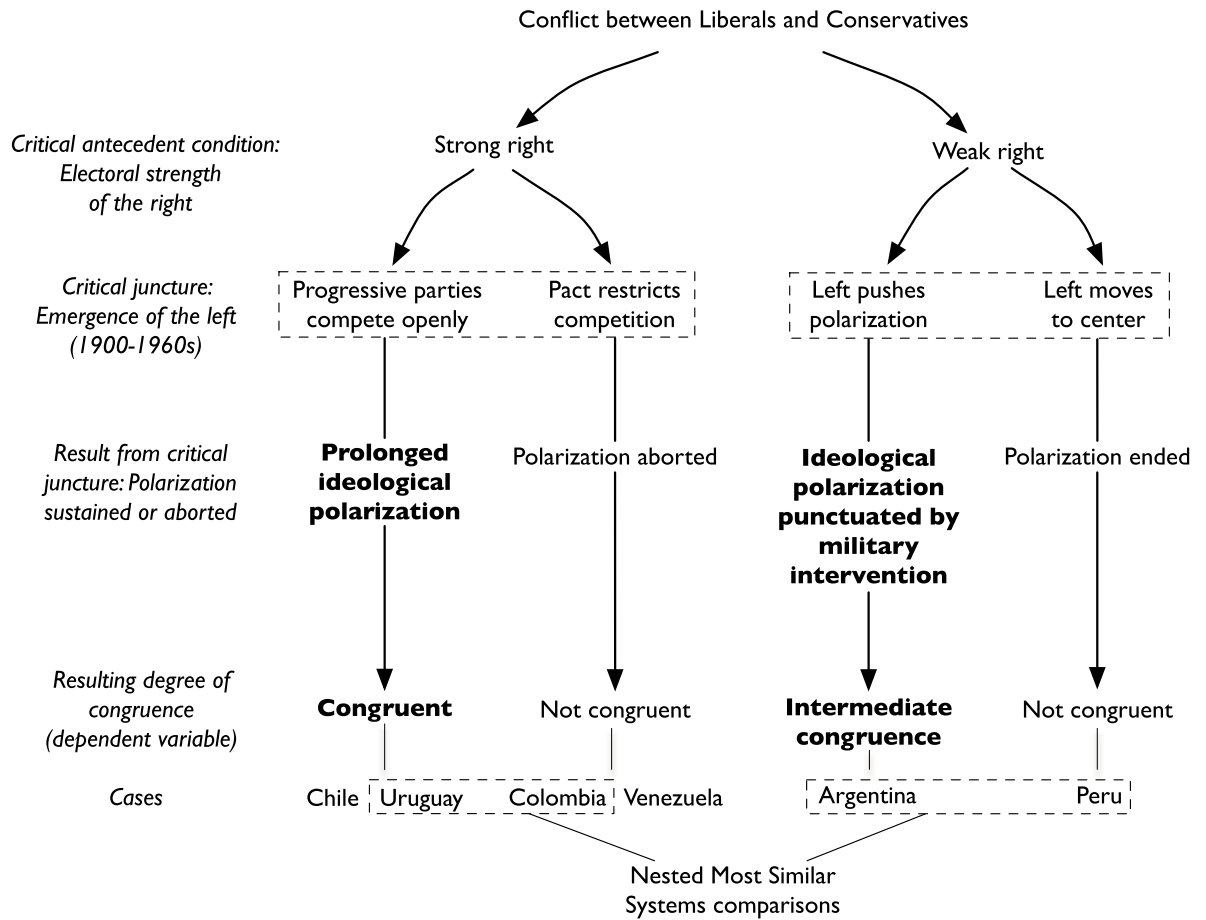 Conflict between Liberals and Conservatives
Critical antecedent condition:
Electoral strength
of the right
Strong right
Weak right
Critical juncture:
Emergence of the left
(1900-1960s)
Progressive parties
compete openly
Pact restricts
competition
Left pushes
polarization
Left moves
to center
Result from critical
juncture: Polarization
sustained or aborted
Prolonged
ideological
polarization
Polarization aborted
Ideological
polarization
punctuated by
military
intervention
Polarization ended
Resulting degree of
congruence
(dependent variable)
Congruent
Not congruent
Intermediate
congruence
Not congruent
Cases
Chile
Uruguay
Colombia
Venezuela
Argentina
Peru
Nested Most Similar
Systems comparisons